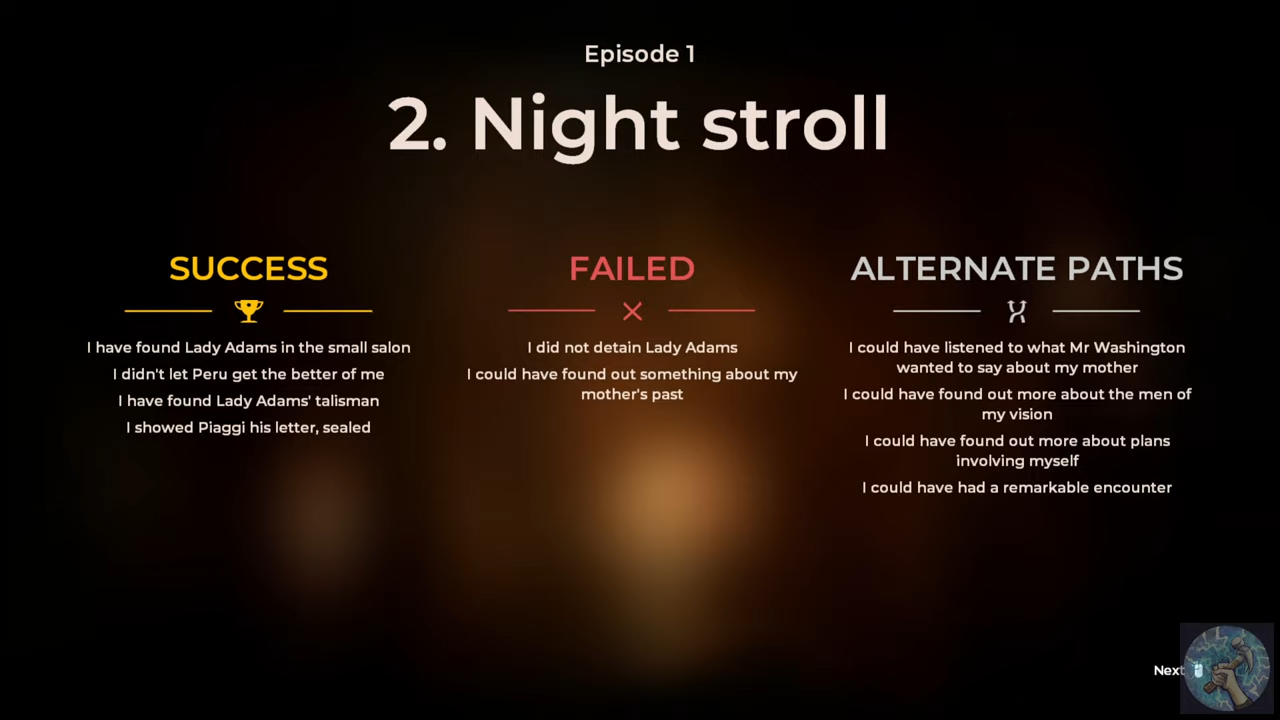 Episode 1
2. Night stroll
SUCCESS
I have found Lady Adams in the small salon
I didn't let Peru get the better of me
I have found Lady Adams' talisman
I showed Piaggi his letter, sealed
FAILED
I did not detain Lady Adams
I could have found out something about my
mother's past
ALTERNATE PATHS
I could have listened to what Mr Washington
wanted to say about my mother
I could have found out more about the men of
my vision
I could have found out more about plans
involving myself
I could have had a remarkable encounter
Next